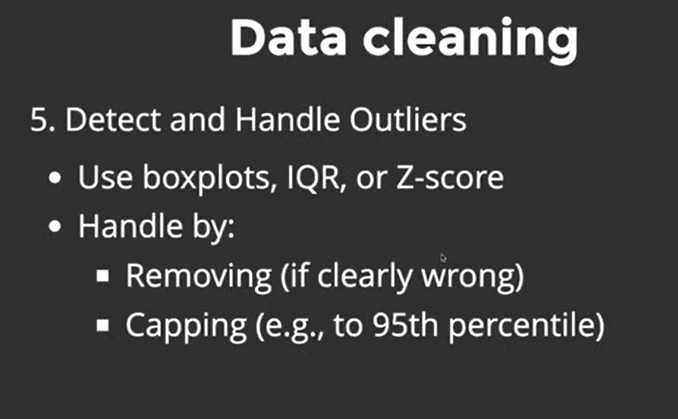 Data cleaning
5. Detect and Handle Outliers
• Use boxplots, IQR, or Z-score
• Handle by:
▪ Removing (if clearly wrong)
▪ Capping (e.g., to 95th percentile)